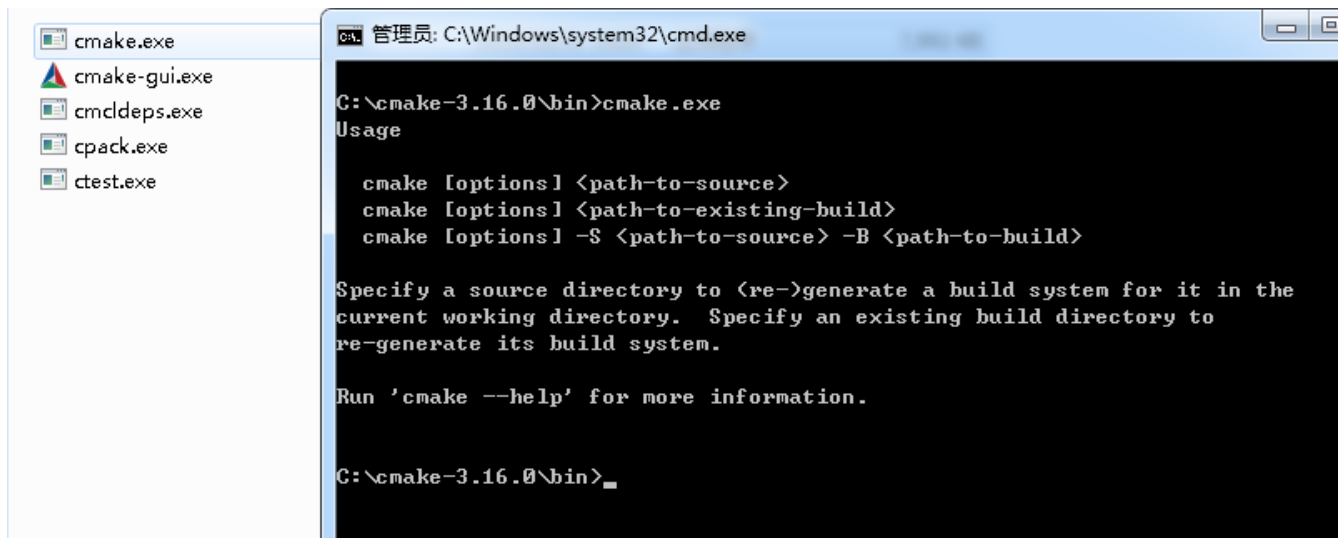 cmake.exe
cmake-gui.exe
cmcldeps.exe
cpack.exe
ctest.exe
管理员: C:\Windows\system32\cmd.exe
C:\cmake-3.16.0\bin>cmake.exe
Usage
cmake [options] <path-to-source>
cmake [options] <path-to-existing-build>
cmake [options] -S <path-to-source> -B <path-to-build>
Specify a source directory to (re-)generate a build system for it in the
current working directory.  Specify an existing build directory to
re-generate its build system.
Run 'cmake --help' for more information.
C:\cmake-3.16.0\bin>_